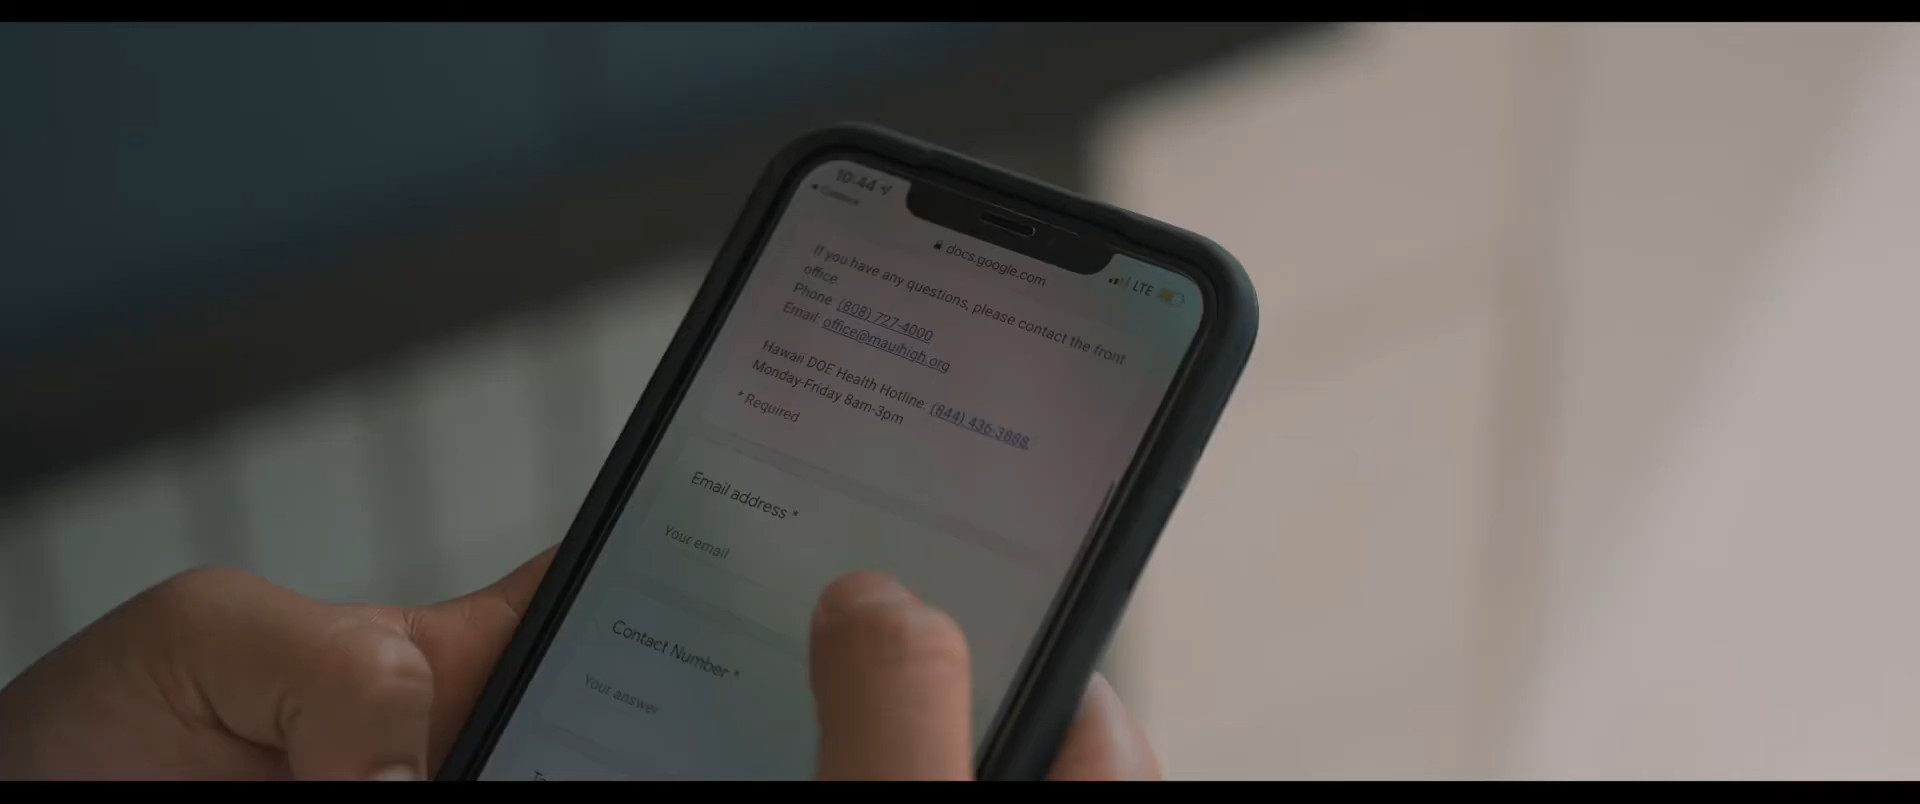 10:44
docs.google.com
LTE
If you have any questions, please contact the front
office.
Phone: (808) 727-4000
Email: office@mauihigh.org
Hawaii DOE Health Hotline: (844) 436-3888
Monday-Friday 8am-3pm
* Required
Email address *
Your email
Contact Number *
Your answer